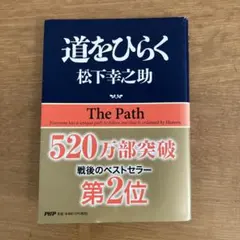 道をひらく
松下幸之助
The Path
520万部突破
戦後のベストセラー
第2位
PHP